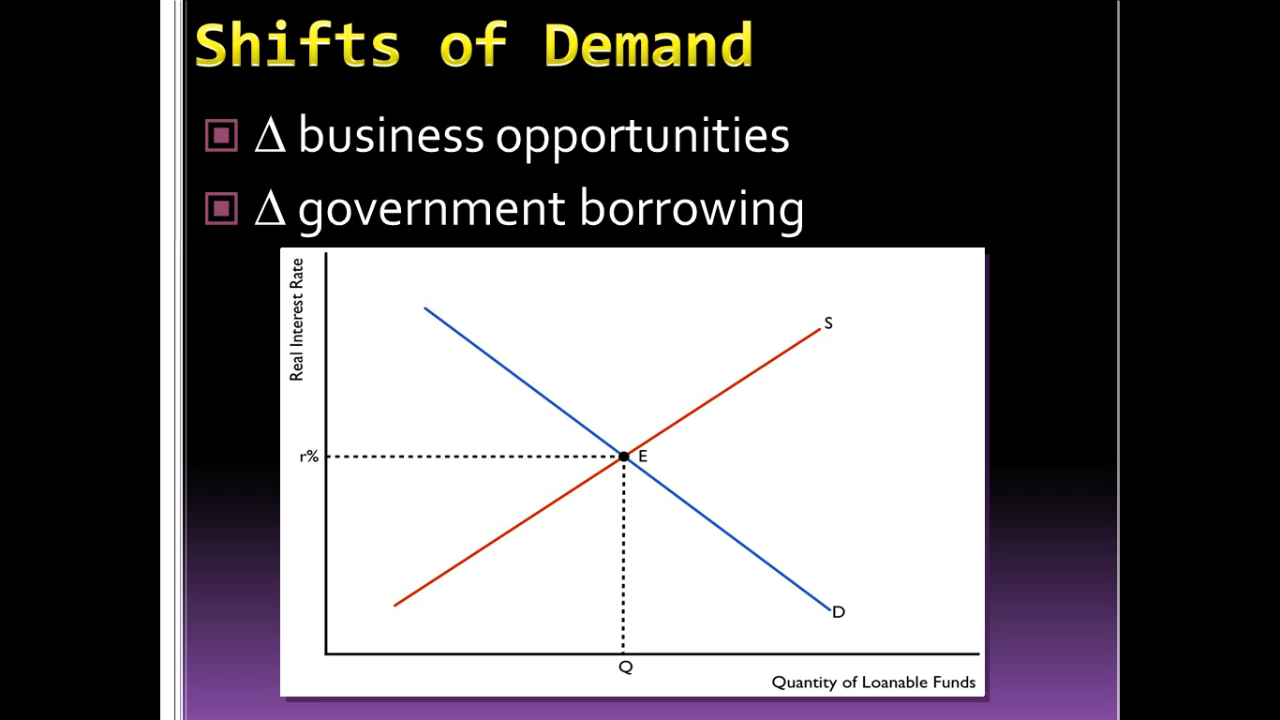 Shifts of Demand
Δ business opportunities
Δ government borrowing
Real Interest Rate
S
r%
E
D
Q
Quantity of Loanable Funds